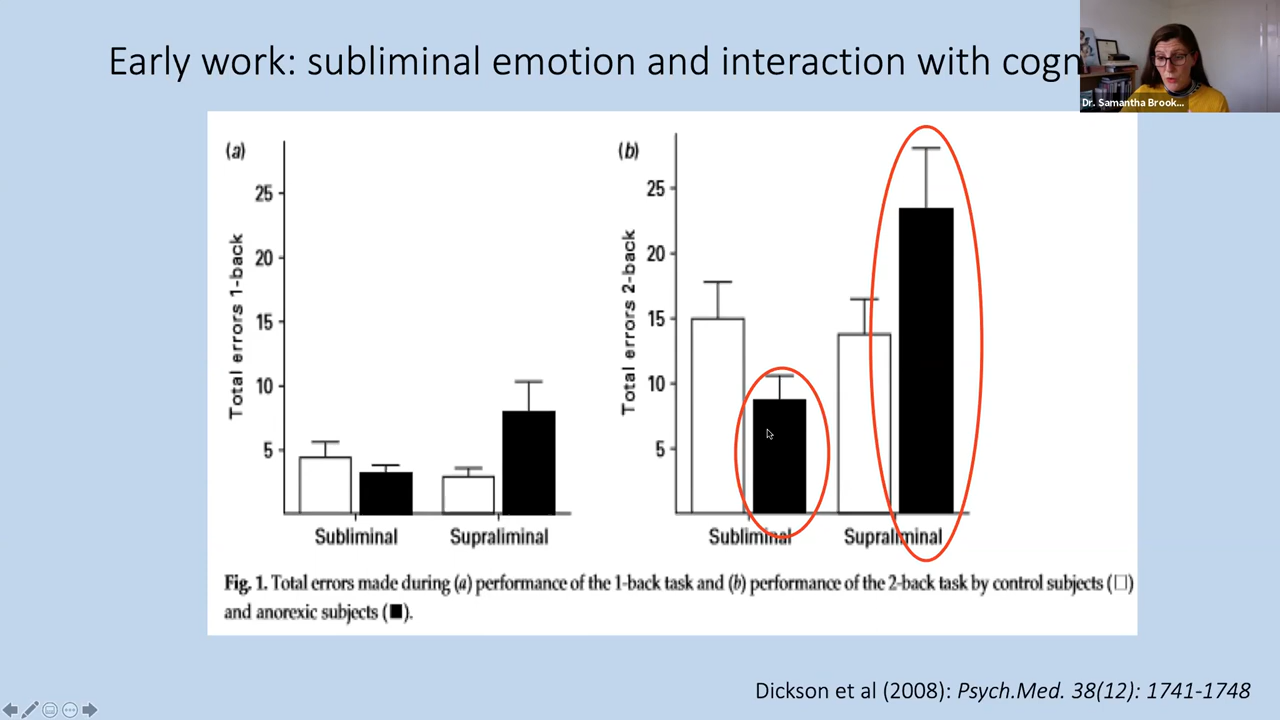 Early work: subliminal emotion and interaction with cogn
Dr. Samantha Brook...
(a)
(b)
Total errors 1-back
25
20
15
10
5
Subliminal
Supraliminal
Total errors 2-back
25
20
15
10
5
Subliminal
Supraliminal
Fig. 1. Total errors made during (a) performance of the 1-back task and (b) performance of the 2-back task by control subjects (□)
and anorexic subjects (■).
Dickson et al (2008): Psych.Med. 38(12): 1741-1748